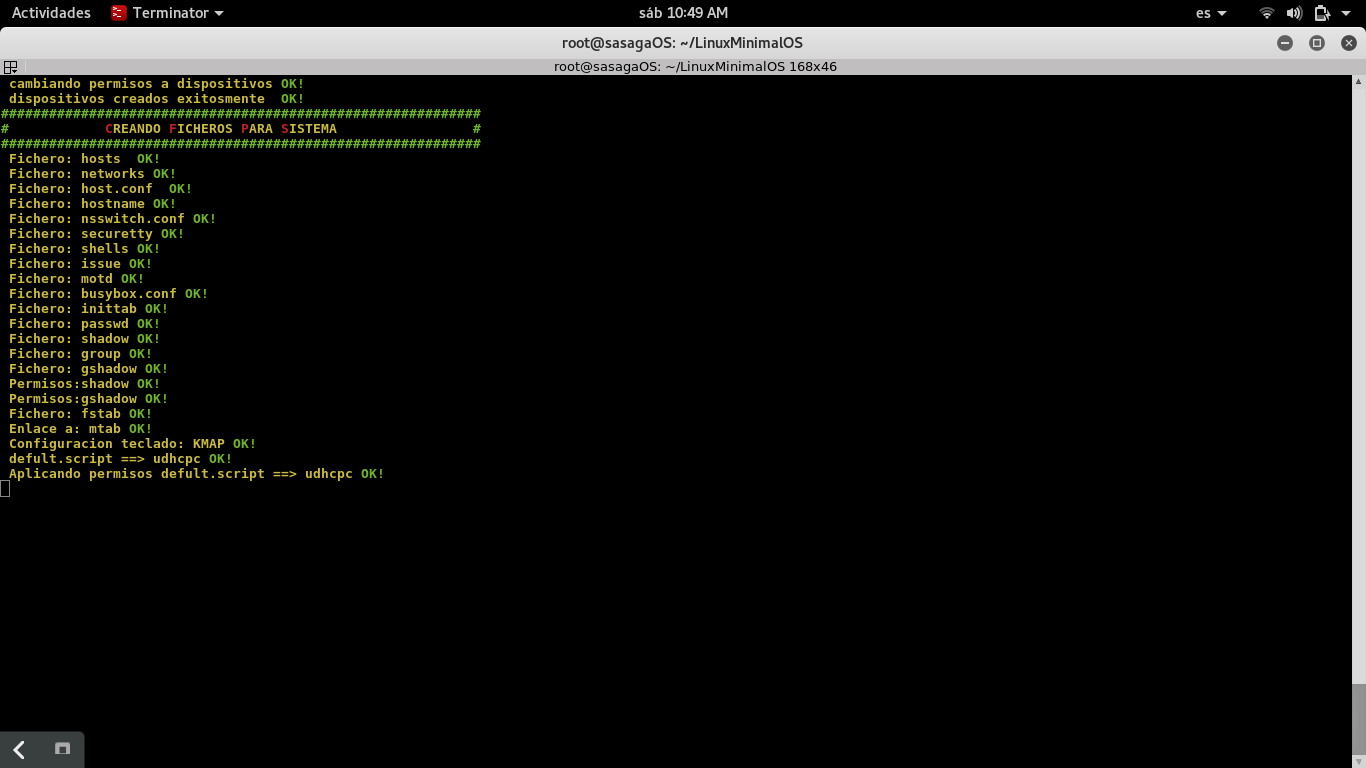 Actividades Terminator sáb 10:49 AM es
root@sasagaOS: ~/LinuxMinimalOS
root@sasagaOS: ~/LinuxMinimalOS 168x46
cambiando permisos a dispositivos OK!
dispositivos creados exitosmente  OK!
############################################################
#            CREANDO FICHEROS PARA SISTEMA                 #
############################################################
Fichero: hosts  OK!
Fichero: networks OK!
Fichero: host.conf  OK!
Fichero: hostname OK!
Fichero: nsswitch.conf OK!
Fichero: securetty OK!
Fichero: shells OK!
Fichero: issue OK!
Fichero: motd OK!
Fichero: busybox.conf OK!
Fichero: inittab OK!
Fichero: passwd OK!
Fichero: shadow OK!
Fichero: group OK!
Fichero: gshadow OK!
Permisos:shadow OK!
Permisos:gshadow OK!
Fichero: fstab OK!
Enlace a: mtab OK!
Configuracion teclado: KMAP OK!
defult.script ==> udhcpc OK!
Aplicando permisos defult.script ==> udhcpc OK!